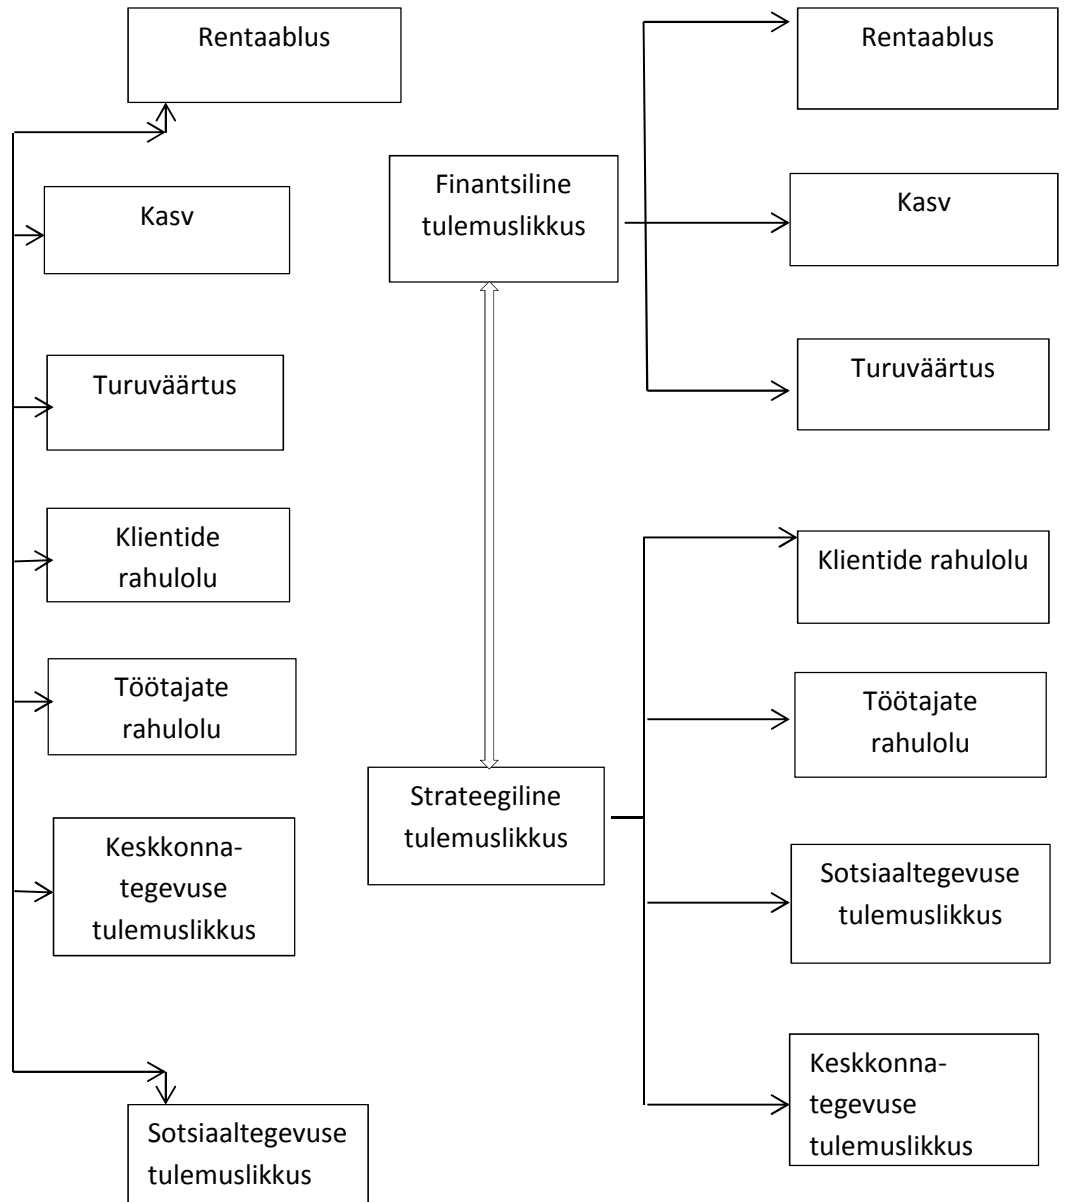 Rentaablus
Kasv
Turuväärtus
Klientide
rahulolu
Töötajate
rahulolu
Keskkonna-
tegevuse
tulemuslikkus
Sotsiaaltegevuse
tulemuslikkus
Finantsiline
tulemuslikkus
Strateegiline
tulemuslikkus
Rentaablus
Kasv
Turuväärtus
Klientide rahulolu
Töötajate
rahulolu
Sotsiaaltegevuse
tulemuslikkus
Keskkonna-
tegevuse
tulemuslikkus